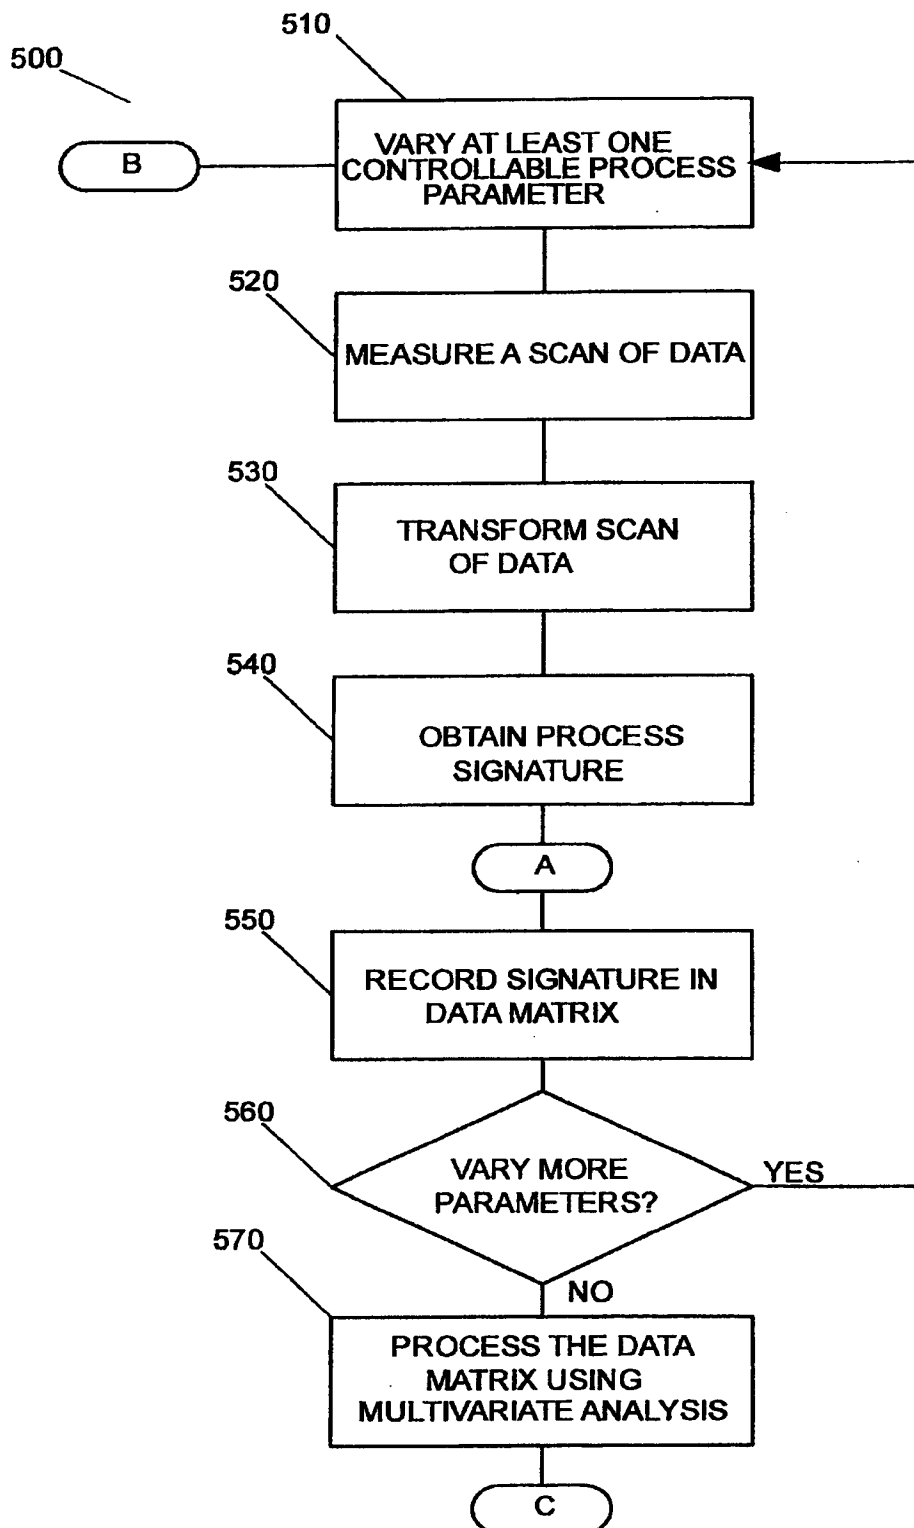 510
500
B
VARY AT LEAST ONE
CONTROLLABLE PROCESS
PARAMETER
520
MEASURE A SCAN OF DATA
530
TRANSFORM SCAN
OF DATA
540
OBTAIN PROCESS
SIGNATURE
A
550
RECORD SIGNATURE IN
DATA MATRIX
560
VARY MORE
PARAMETERS?
YES
570
NO
PROCESS THE DATA
MATRIX USING
MULTIVARIATE ANALYSIS
C